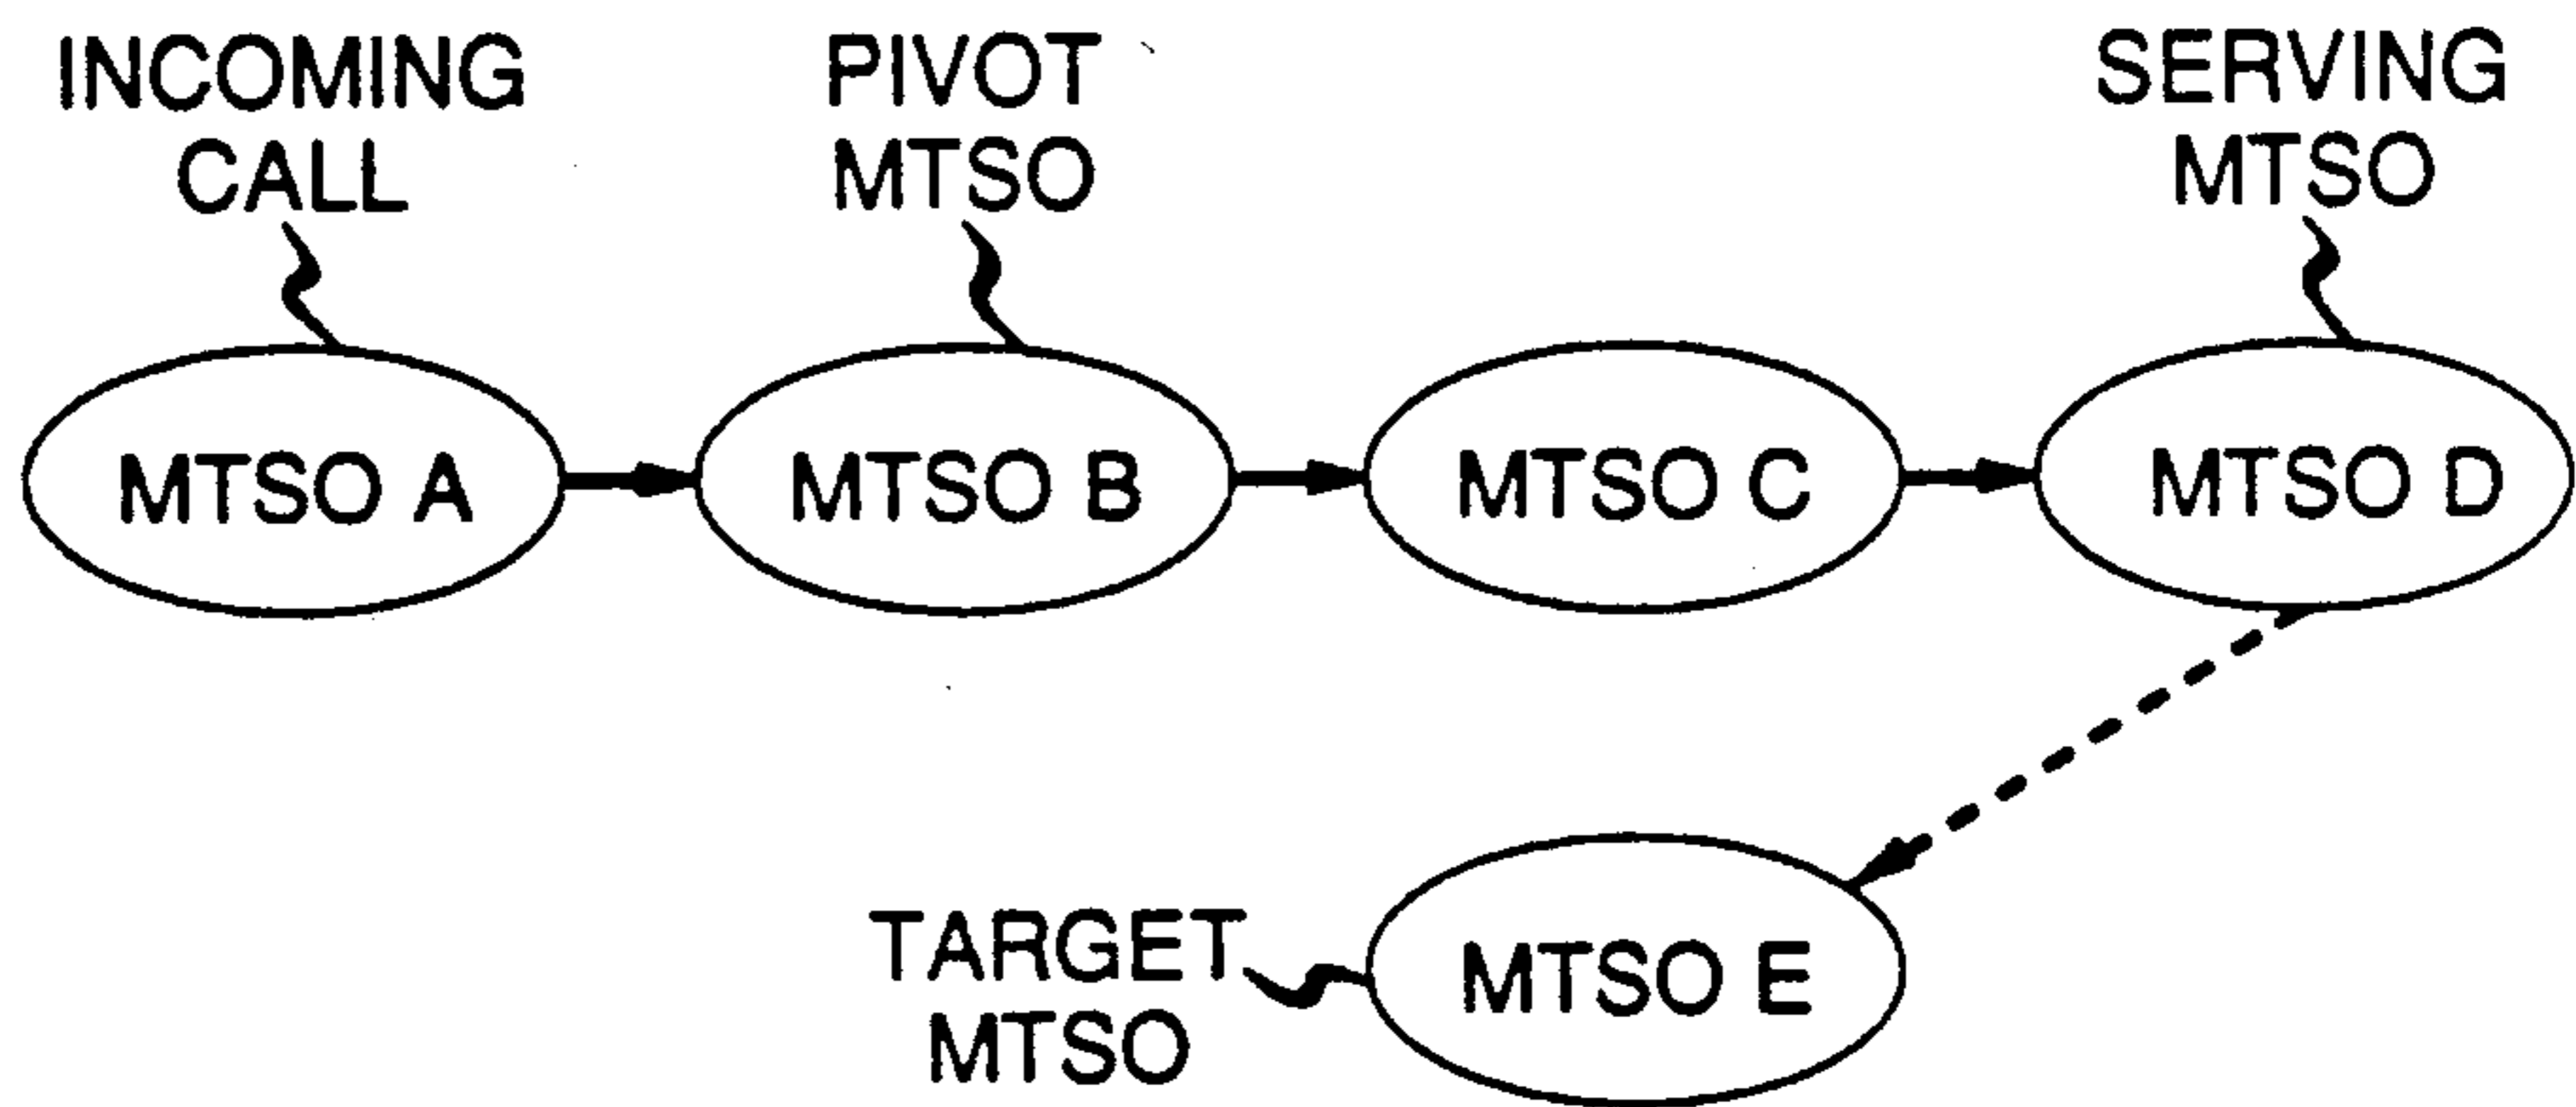 INCOMING
CALL
PIVOT
MTSO
SERVING
MTSO
MTSO A
MTSO B
MTSO C
MTSO D
TARGET
MTSO
MTSO E